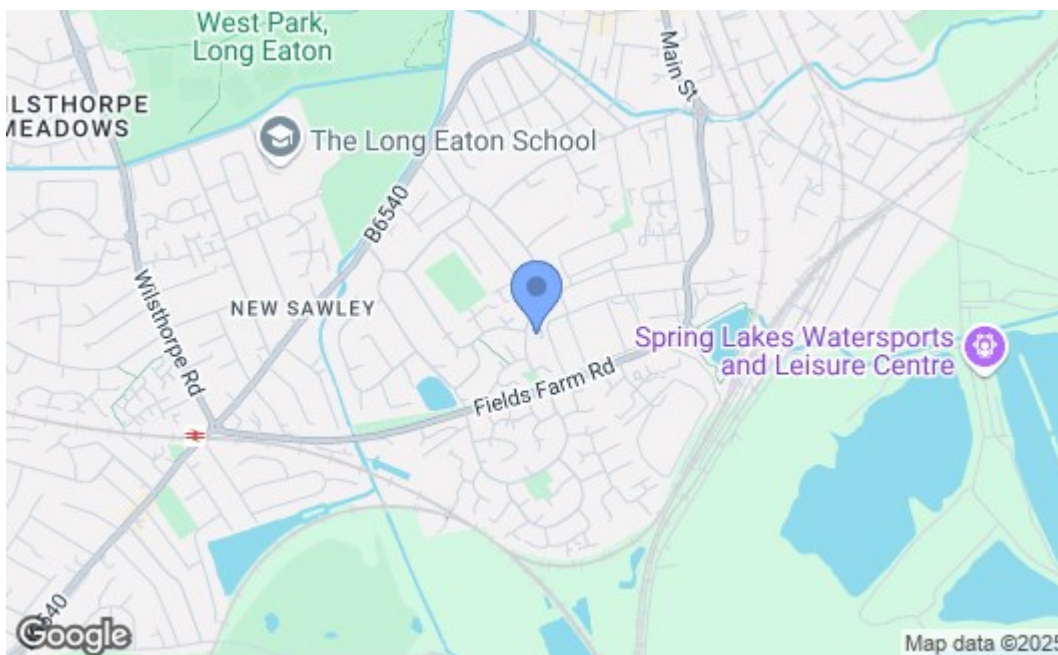 West Park,
Long Eaton
ILSTHORPE
MEADOWS
The Long Eaton School
Main St
B6540
Wilsthorpe Rd
NEW SAWLEY
Spring Lakes Watersports
and Leisure Centre
Fields Farm Rd
6540
Google
Map data ©2025